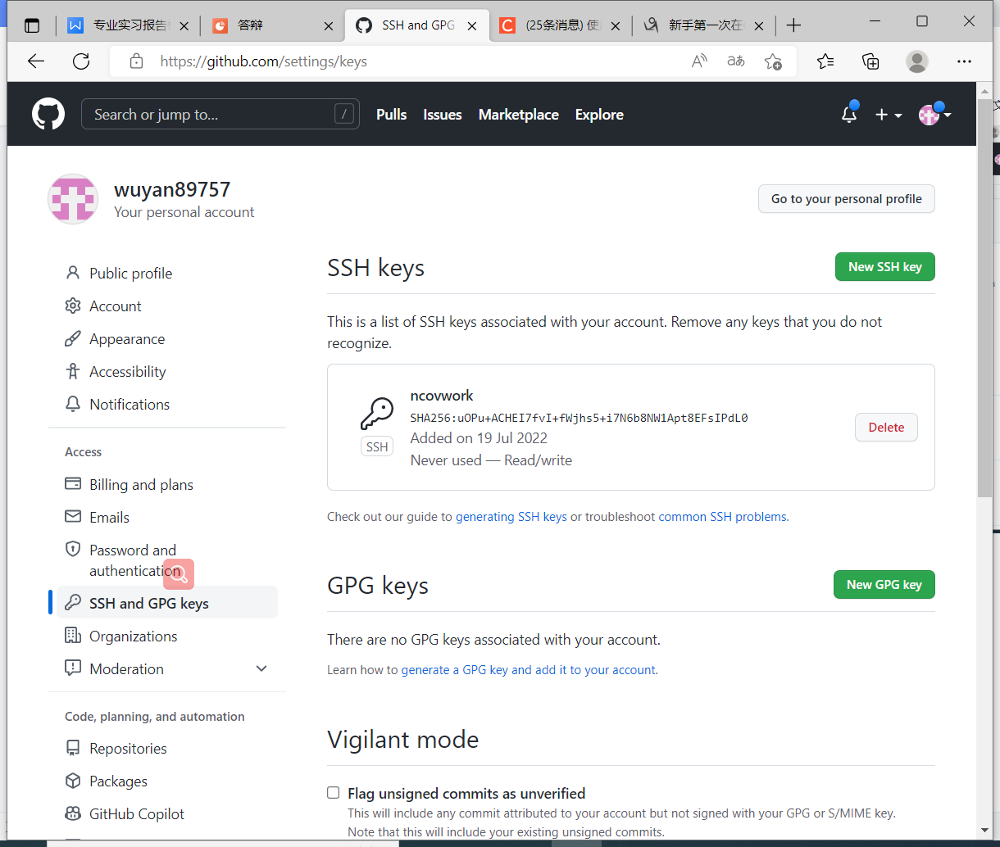 专业实习报告
答辩
SSH and GPG
(25条消息) 使
新手第一次在
https://github.com/settings/keys
Search or jump to...
/
Pulls
Issues
Marketplace
Explore
wuyan89757
Your personal account
Go to your personal profile
Public profile
Account
Appearance
Accessibility
Notifications
Access
Billing and plans
Emails
Password and
authentication
SSH and GPG keys
Organizations
Moderation
Code, planning, and automation
Repositories
Packages
GitHub Copilot
SSH keys
New SSH key
This is a list of SSH keys associated with your account. Remove any keys that you do not
recognize.
ncovwork
SHA256:uOPu+ACHEI7fvI+fWjhs5+i7N6b8NW1Apt8EFsIPdL0
Added on 19 Jul 2022
Never used — Read/write
SSH
Delete
Check out our guide to generating SSH keys or troubleshoot common SSH problems.
GPG keys
New GPG key
There are no GPG keys associated with your account.
Learn how to generate a GPG key and add it to your account.
Vigilant mode
Flag unsigned commits as unverified
This will include any commit attributed to your account but not signed with your GPG or S/MIME key.
Note that this will include your existing unsigned commits.